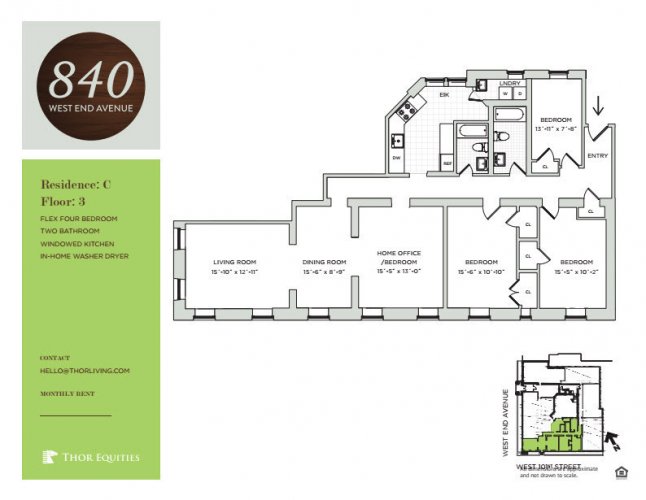 840
WEST END AVENUE
Residence: C
Floor: 3
FLEX FOUR BEDROOM
TWO BATHROOM
WINDOWED KITCHEN
IN-HOME WASHER DRYER
CONTACT
HELLO@THORLIVING.COM
MONTHLY RENT
THOR EQUITIES
LNDRY
W
D
EIK
DW
REF
BEDROOM
13'-11" x 7'-8"
CL
ENTRY
CL
LIVING ROOM
15'-10" x 12'-11"
DINING ROOM
15'-6" x 8'-9"
HOME OFFICE
/BEDROOM
15'-5" x 13'-0"
BEDROOM
15'-6" x 10'-10"
CL
CL
CL
BEDROOM
15'-5" x 10'-2"
WEST END AVENUE
WEST 101st STREET
approximate
and not drawn to scale.